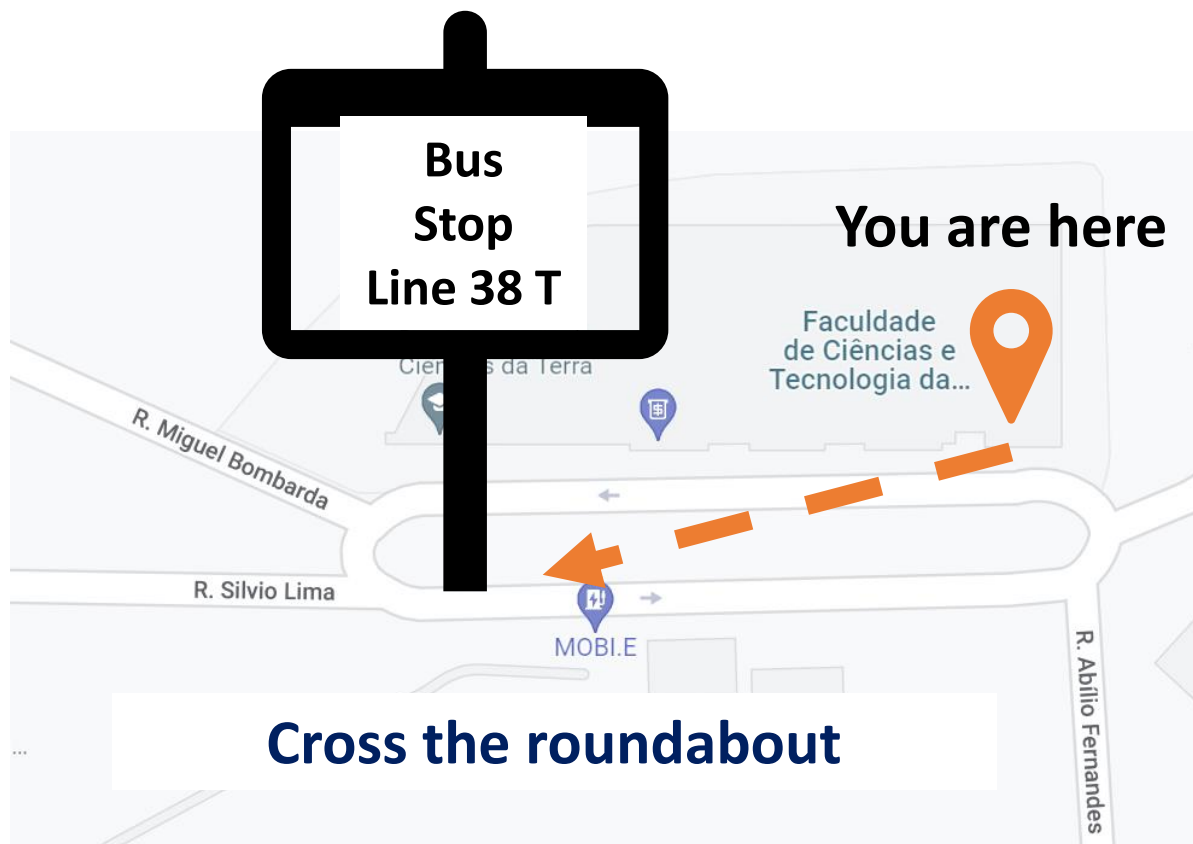 Bus
Stop
Line 38 T
You are here
Faculdade
de Ciências e
Tecnologia da...
da Terra
R. Miguel Bombarda
R. Silvio Lima
MOBI.E
R. Abílio Fernandes
...
Cross the roundabout